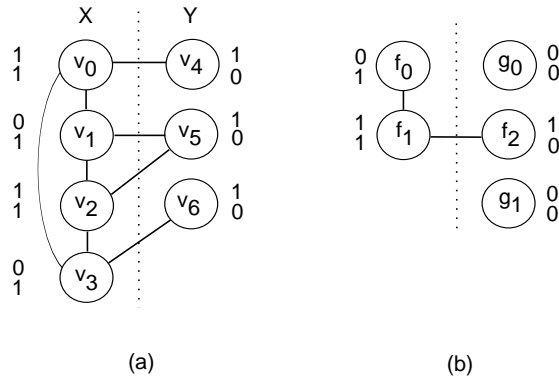 X Y
1 1 v0 v4 1 0
0 1 v1 v5 1 0
1 1 v2 v6 1 0
0 1 v3
(a)
0 1 f0 g0 0 0
1 1 f1 f2 1 0
g1 0 0
(b)